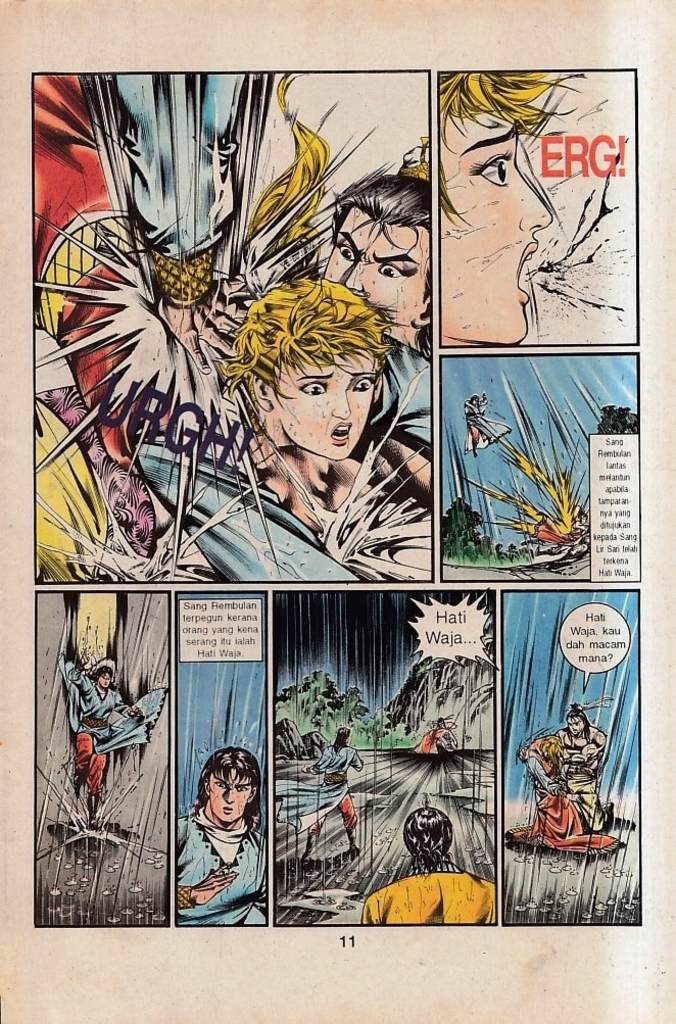 URGH!
ERG!
Sang
Rembulan
lantas
melantun
apabila
tamparan-
nya yang
ditujukan
kepada Sang
Lir Sari telah
terkena
Hati Waja.
Sang Rembulan
terpegun kerana
orang yang kena
serang itu ialah
Hati Waja.
Hati
Waja...
Hati
Waja, kau
dah macam
mana?
11